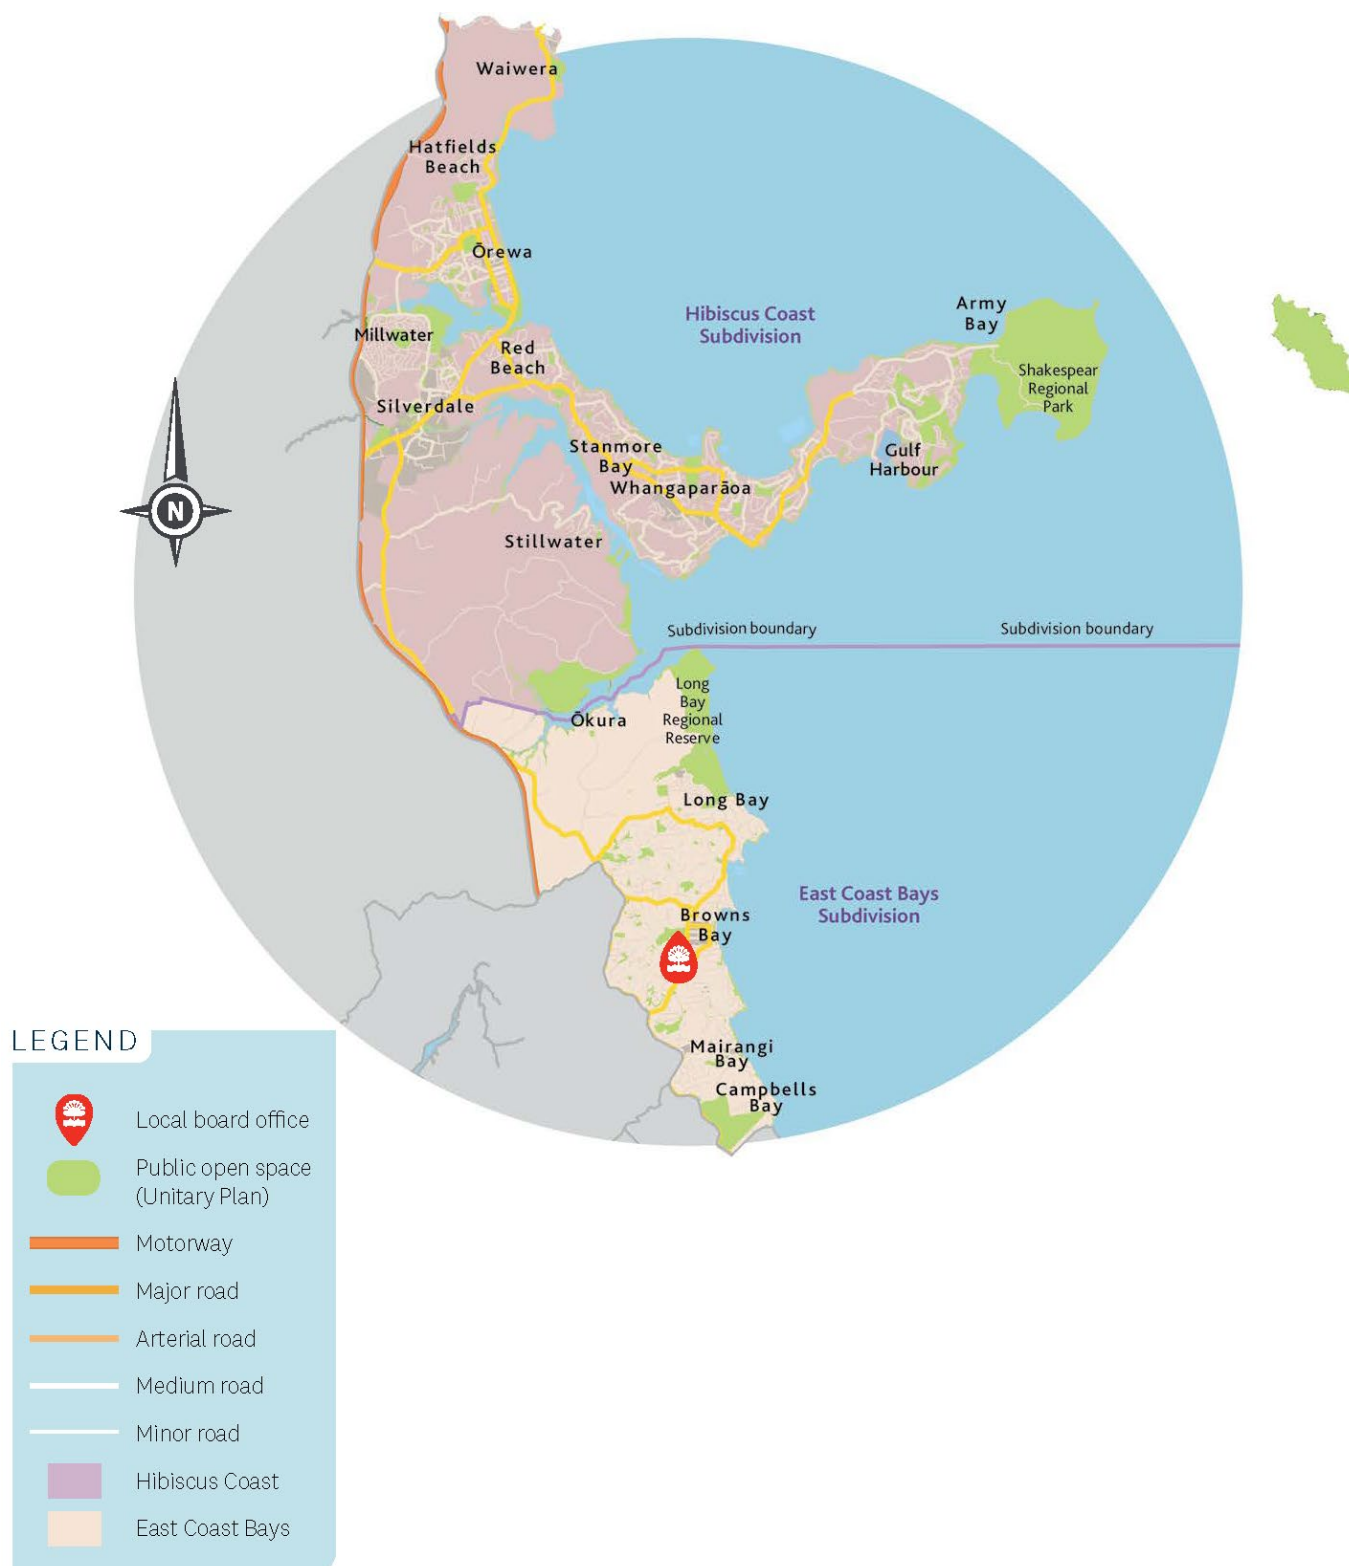 Waiwera
Hatfields
Beach
Ōrewa
Army
Bay
Hibiscus Coast
Subdivision
Millwater
Red
Beach
Shakespear
Regional
Park
Silverdale
Stanmore
Bay
Gulf
Harbour
Whangaparāoa
N
Stillwater
Subdivision boundary
Subdivision boundary
Long
Bay
Regional
Reserve
Ōkura
Long Bay
East Coast Bays
Subdivision
Browns
Bay
Mairangi
Bay
Campbells
Bay
LEGEND
Local board office
Public open space
(Unitary Plan)
Motorway
Major road
Arterial road
Medium road
Minor road
Hibiscus Coast
East Coast Bays